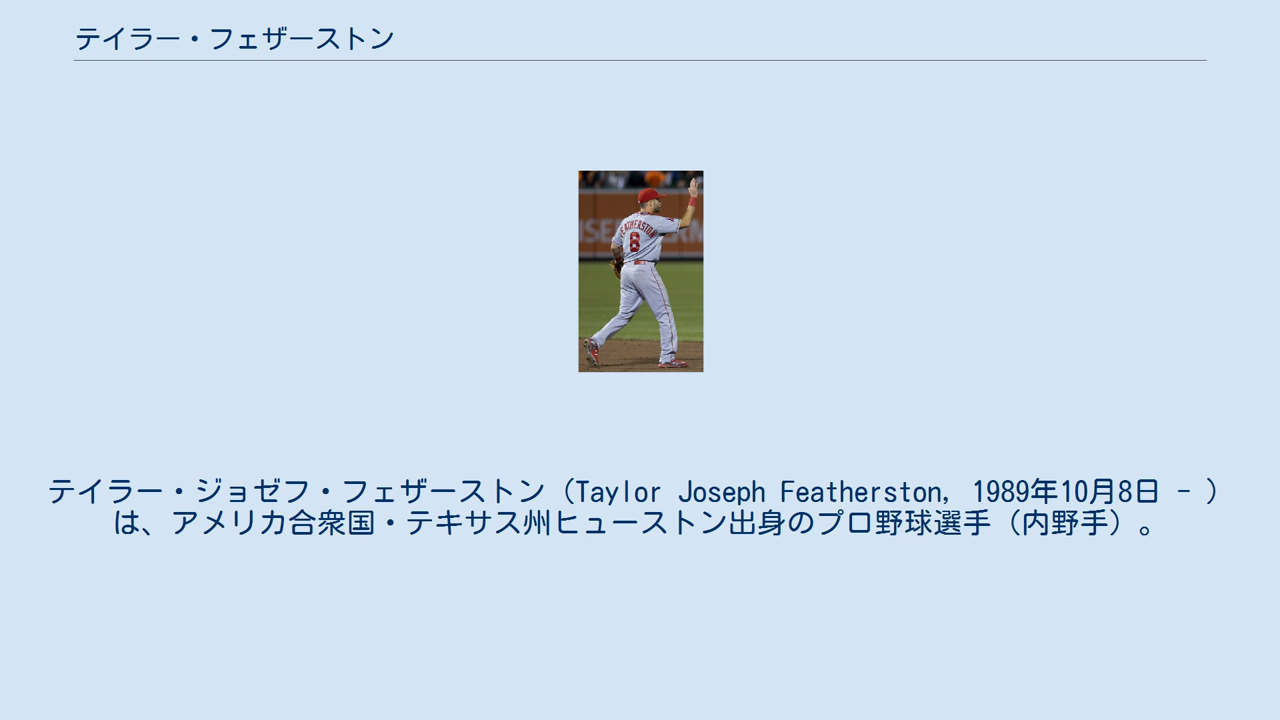 テイラー・フェザーストン
FEATHERSTON
8
テイラー・ジョゼフ・フェザーストン（Taylor Joseph Featherston, 1989年10月8日 - ）
は、アメリカ合衆国・テキサス州ヒューストン出身のプロ野球選手（内野手）。